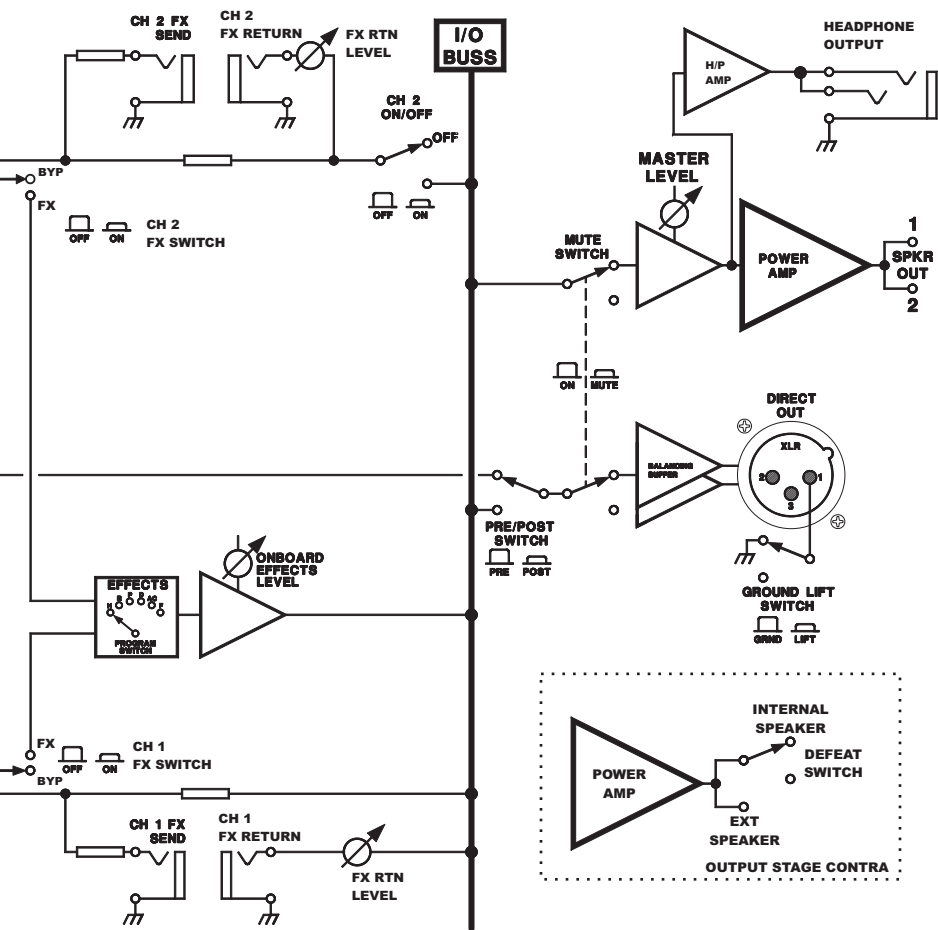 CH 2 FX
SEND
CH 2
FX RETURN
FX RTN
LEVEL
I/O
BUSS
HEADPHONE
OUTPUT
H/P
AMP
CH 2
ON/OFF
OFF
BYP
FX
OFF
ON
CH 2
FX SWITCH
OFF
ON
MASTER
LEVEL
MUTE
SWITCH
POWER
AMP
1
SPKR
OUT
2
ON
MUTE
DIRECT
OUT
XLR
2
1
3
BALANCING
BUFFER
PRE/POST
SWITCH
PRE
POST
GROUND LIFT
SWITCH
GRND
LIFT
ONBOARD
EFFECTS
LEVEL
EFFECTS
PROGRAM
SWITCH
FX
OFF
ON
BYP
CH 1
FX SWITCH
CH 1 FX
SEND
CH 1
FX RETURN
FX RTN
LEVEL
INTERNAL
SPEAKER
DEFEAT
SWITCH
POWER
AMP
EXT
SPEAKER
OUTPUT STAGE CONTRA